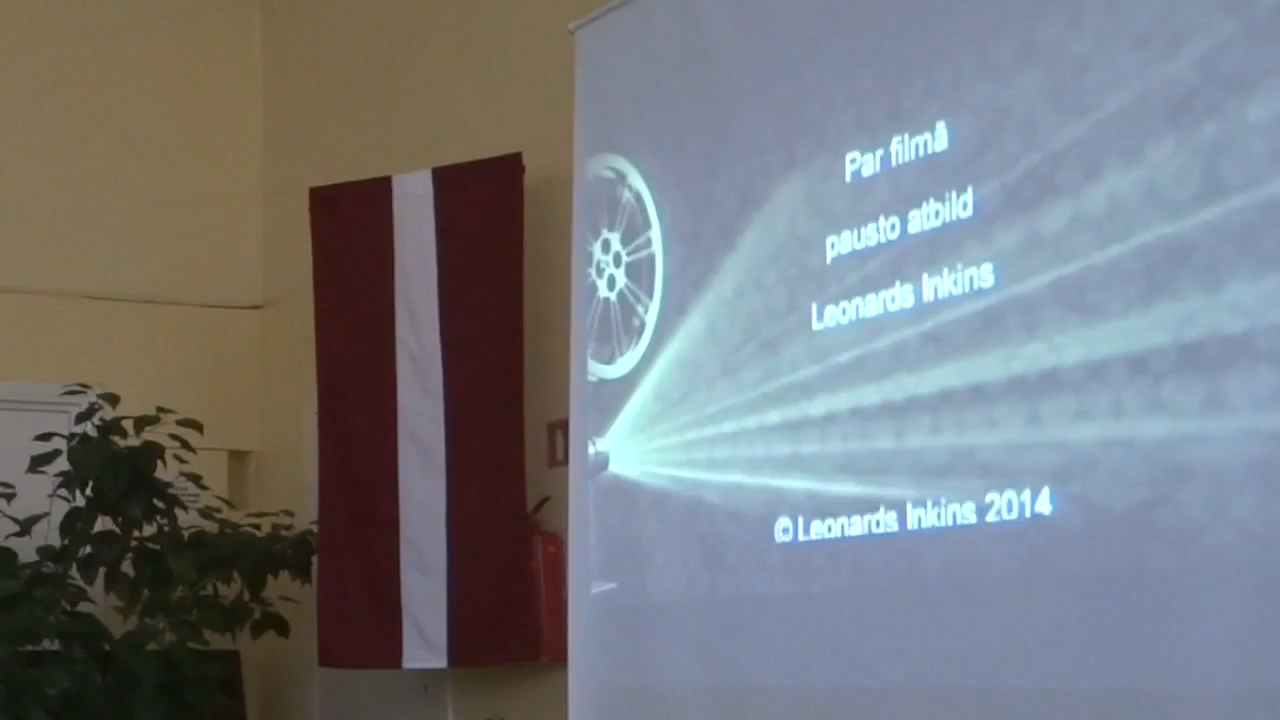 Par filmā
pausto atbild
Leonards Inkins
© Leonards Inkins 2014